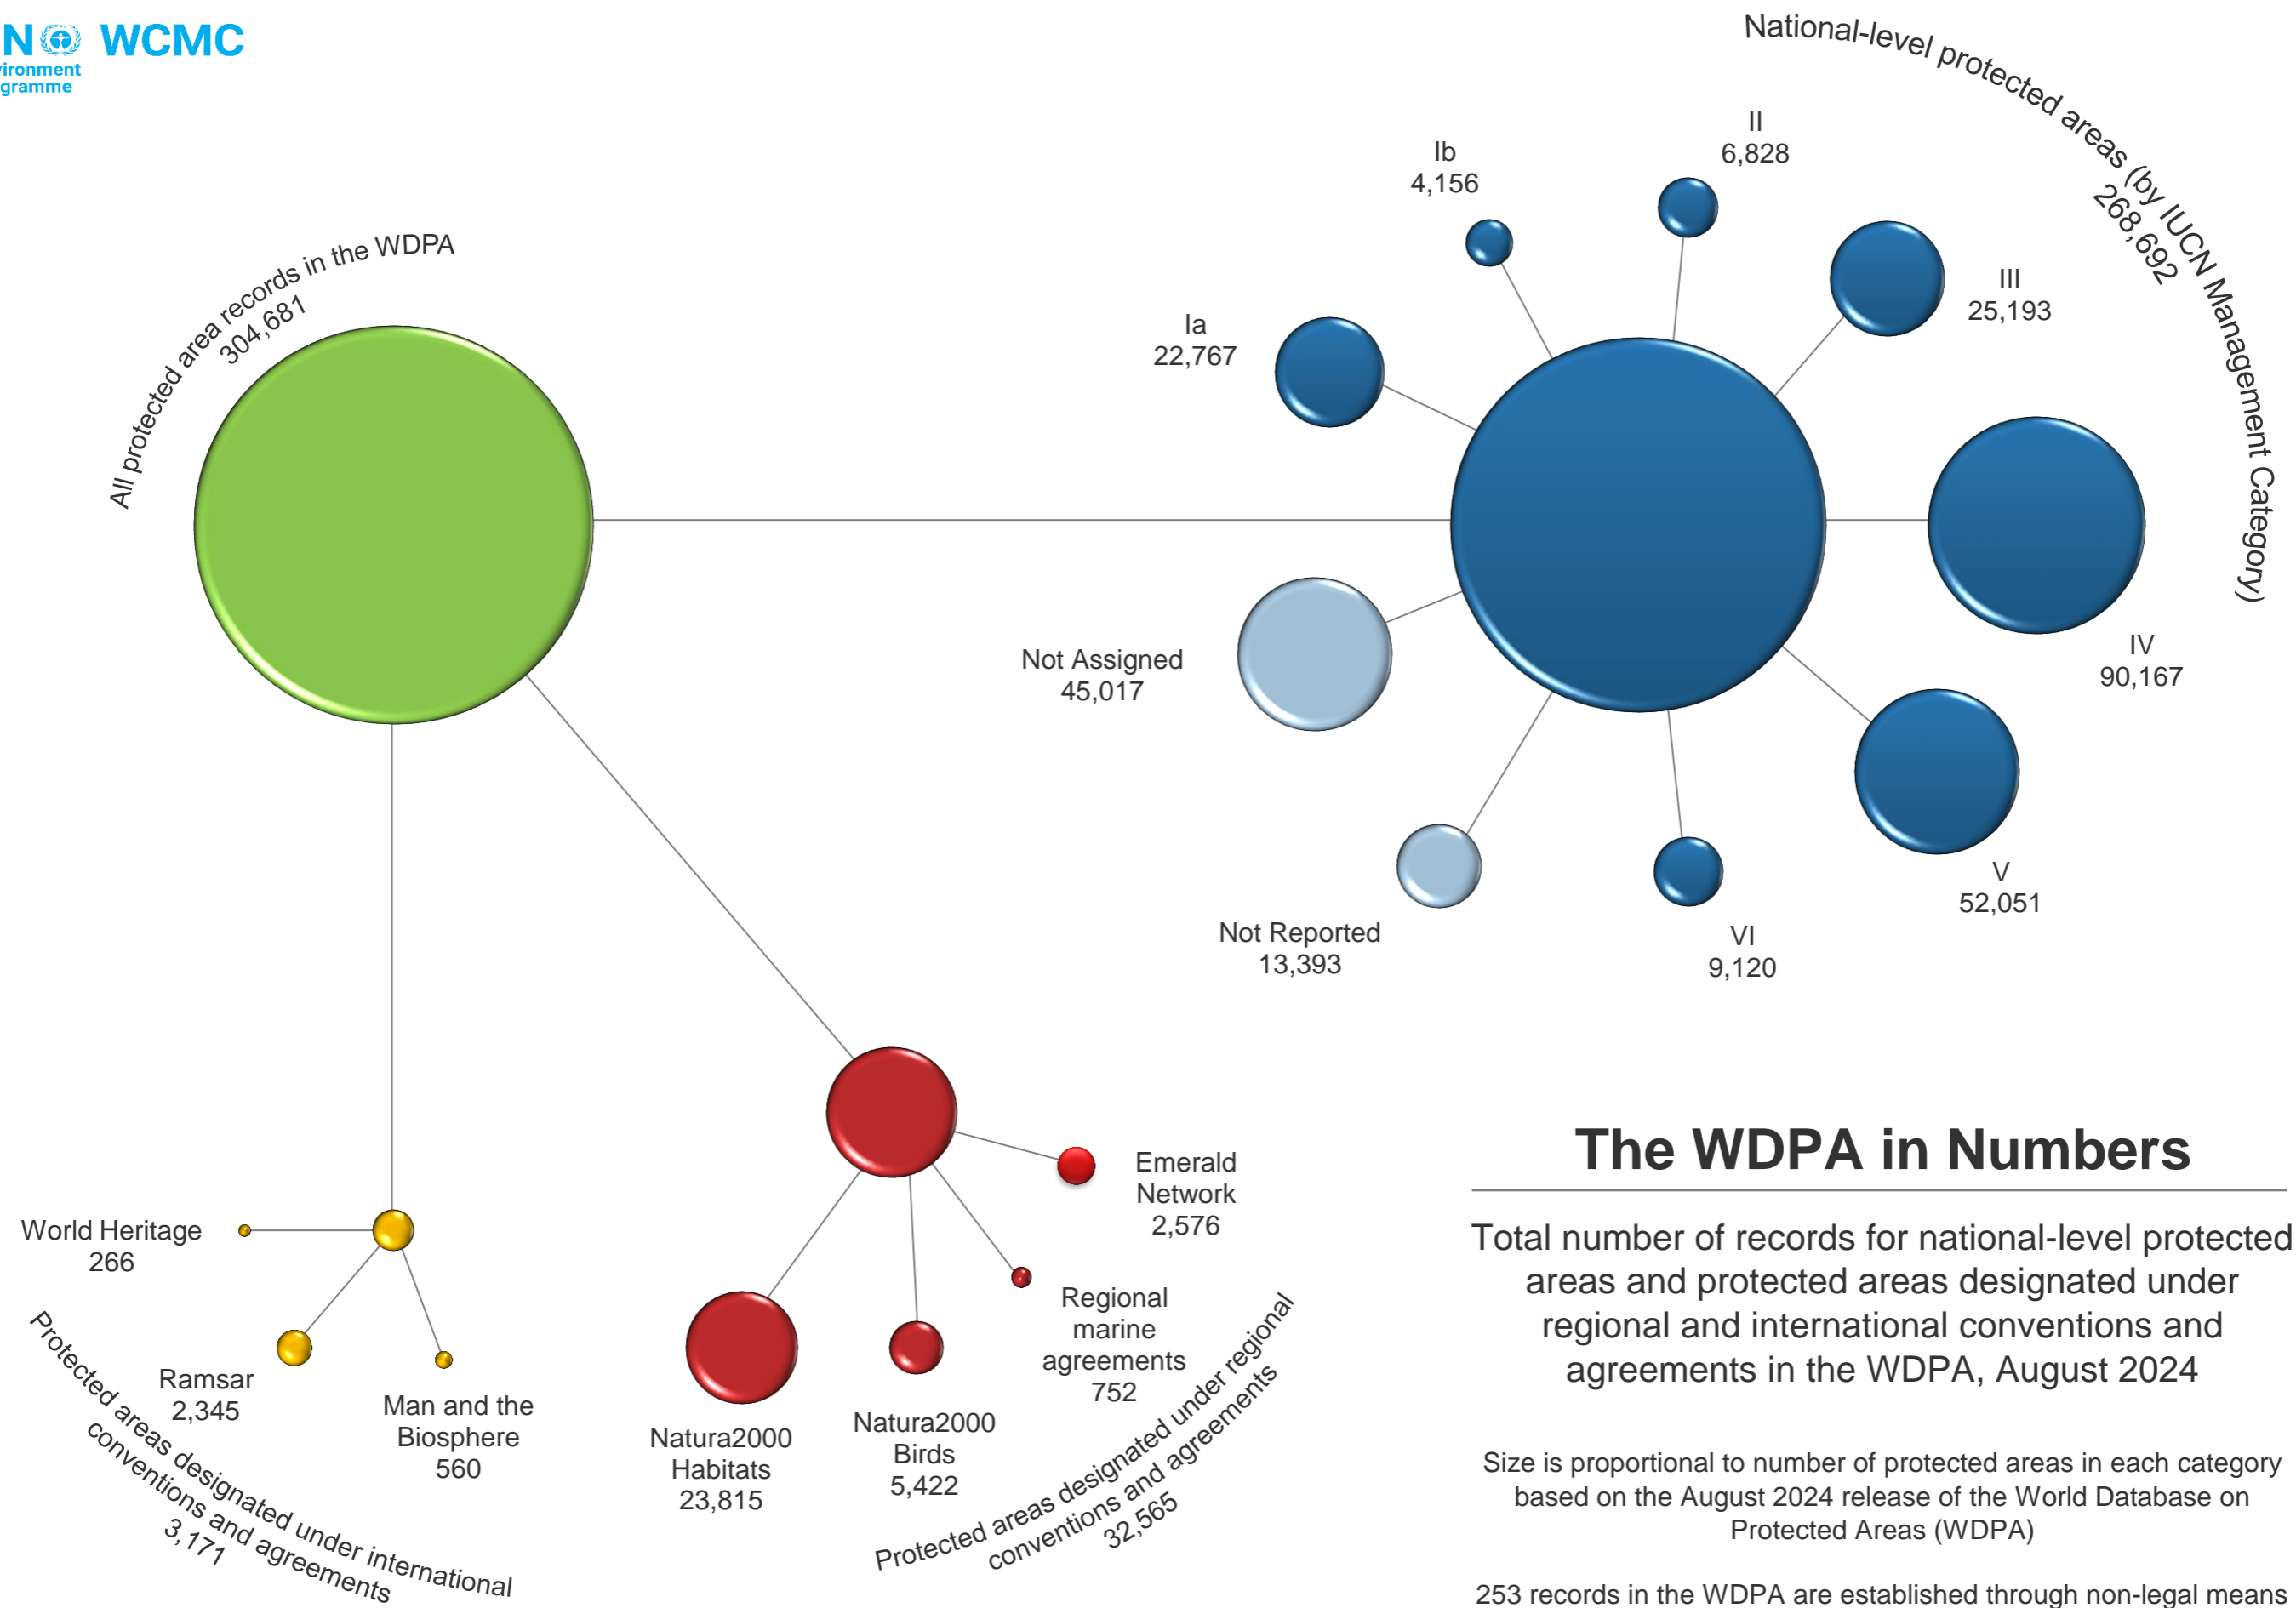 N WCMC
vironment
gramme
National-level protected areas (by IUCN Management Category)
268,692
All protected area records in the WDPA
304,681
Ib
4,156
II
6,828
III
25,193
Ia
22,767
IV
90,167
Not Assigned
45,017
V
52,051
Not Reported
13,393
VI
9,120
World Heritage
266
Ramsar
2,345
Man and the
Biosphere
560
Protected areas designated under international
conventions and agreements
3,171
Emerald
Network
2,576
Regional
marine
agreements
752
Natura2000
Birds
5,422
Natura2000
Habitats
23,815
Protected areas designated under regional
conventions and agreements
32,565
The WDPA in Numbers
Total number of records for national-level protected
areas and protected areas designated under
regional and international conventions and
agreements in the WDPA, August 2024
Size is proportional to number of protected areas in each category
based on the August 2024 release of the World Database on
Protected Areas (WDPA)
253 records in the WDPA are established through non-legal means